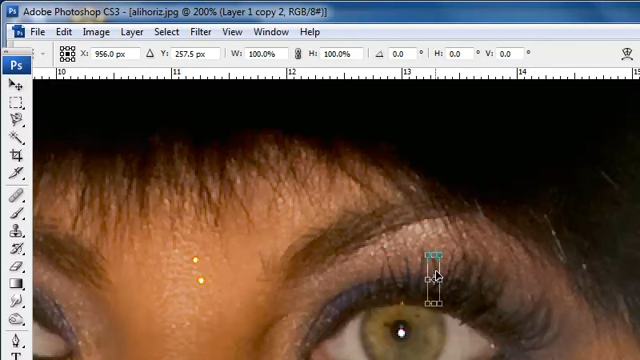 Adobe Photoshop CS3 - [alihoriz.jpg @ 200% (Layer 1 copy 2, RGB/8#)]
Ps File Edit Image Layer Select Filter View Window Help
X: 956.0 px Y: 257.5 px W: 100.0% H: 100.0% 0.0 ° H: 0.0 ° V: 0.0 °
Ps 10 11 12 13 14 15